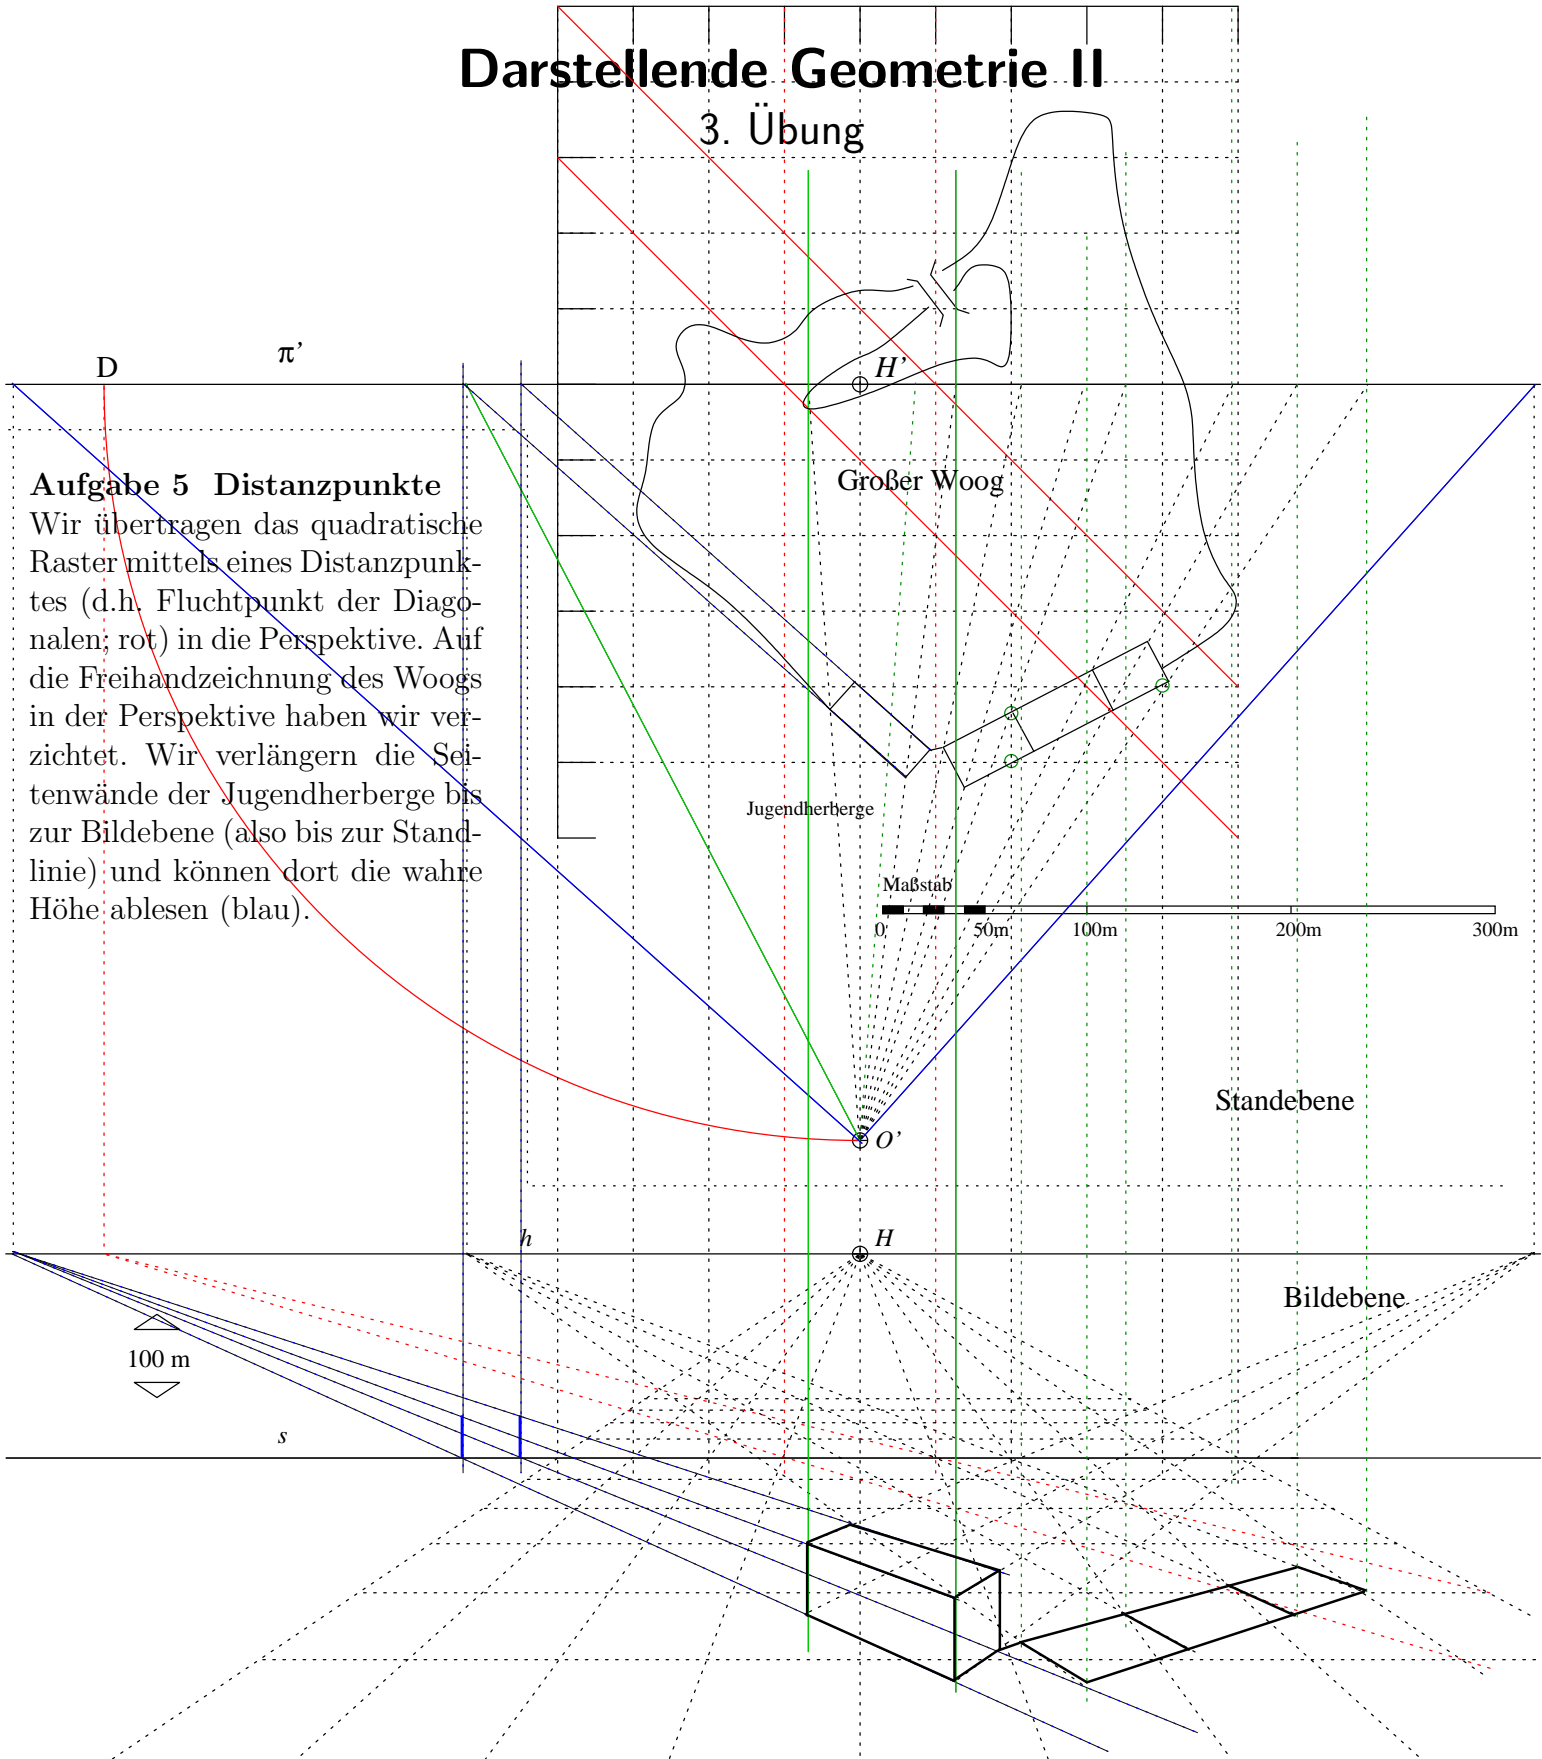 Darstellende Geometrie II
3. Übung
D
π’
H’
Großer Woog
Aufgabe 5 Distanzpunkte
Wir übertragen das quadratische
Raster mittels eines Distanzpunk-
tes (d.h. Fluchtpunkt der Diago-
nalen; rot) in die Perspektive. Auf
die Freihandzeichnung des Woogs
in der Perspektive haben wir ver-
zichtet. Wir verlängern die Sei-
tenwände der Jugendherberge bis
zur Bildebene (also bis zur Stand-
linie) und können dort die wahre
Höhe ablesen (blau).
Jugendherberge
Maßstab
0 50m 100m 200m 300m
Standebene
O’
h
H
Bildebene
100 m
s